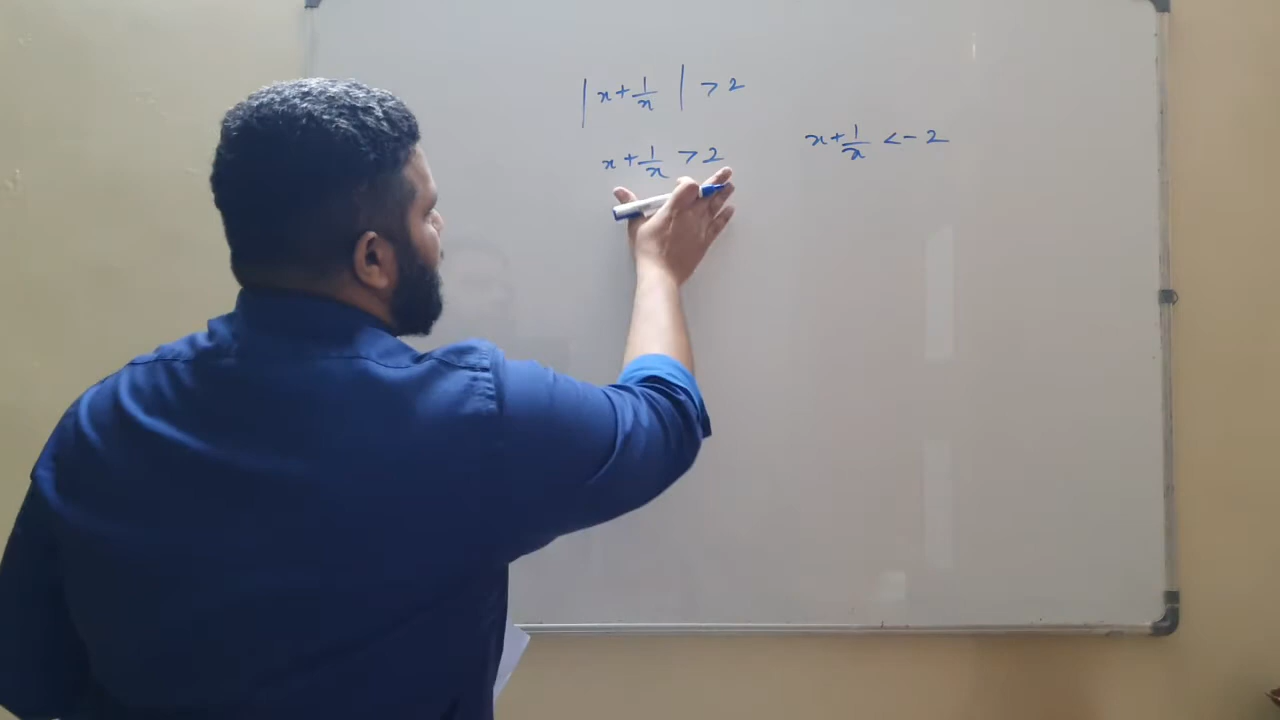 |x+1/x| >2
x+1/x >2
x+1/x <-2